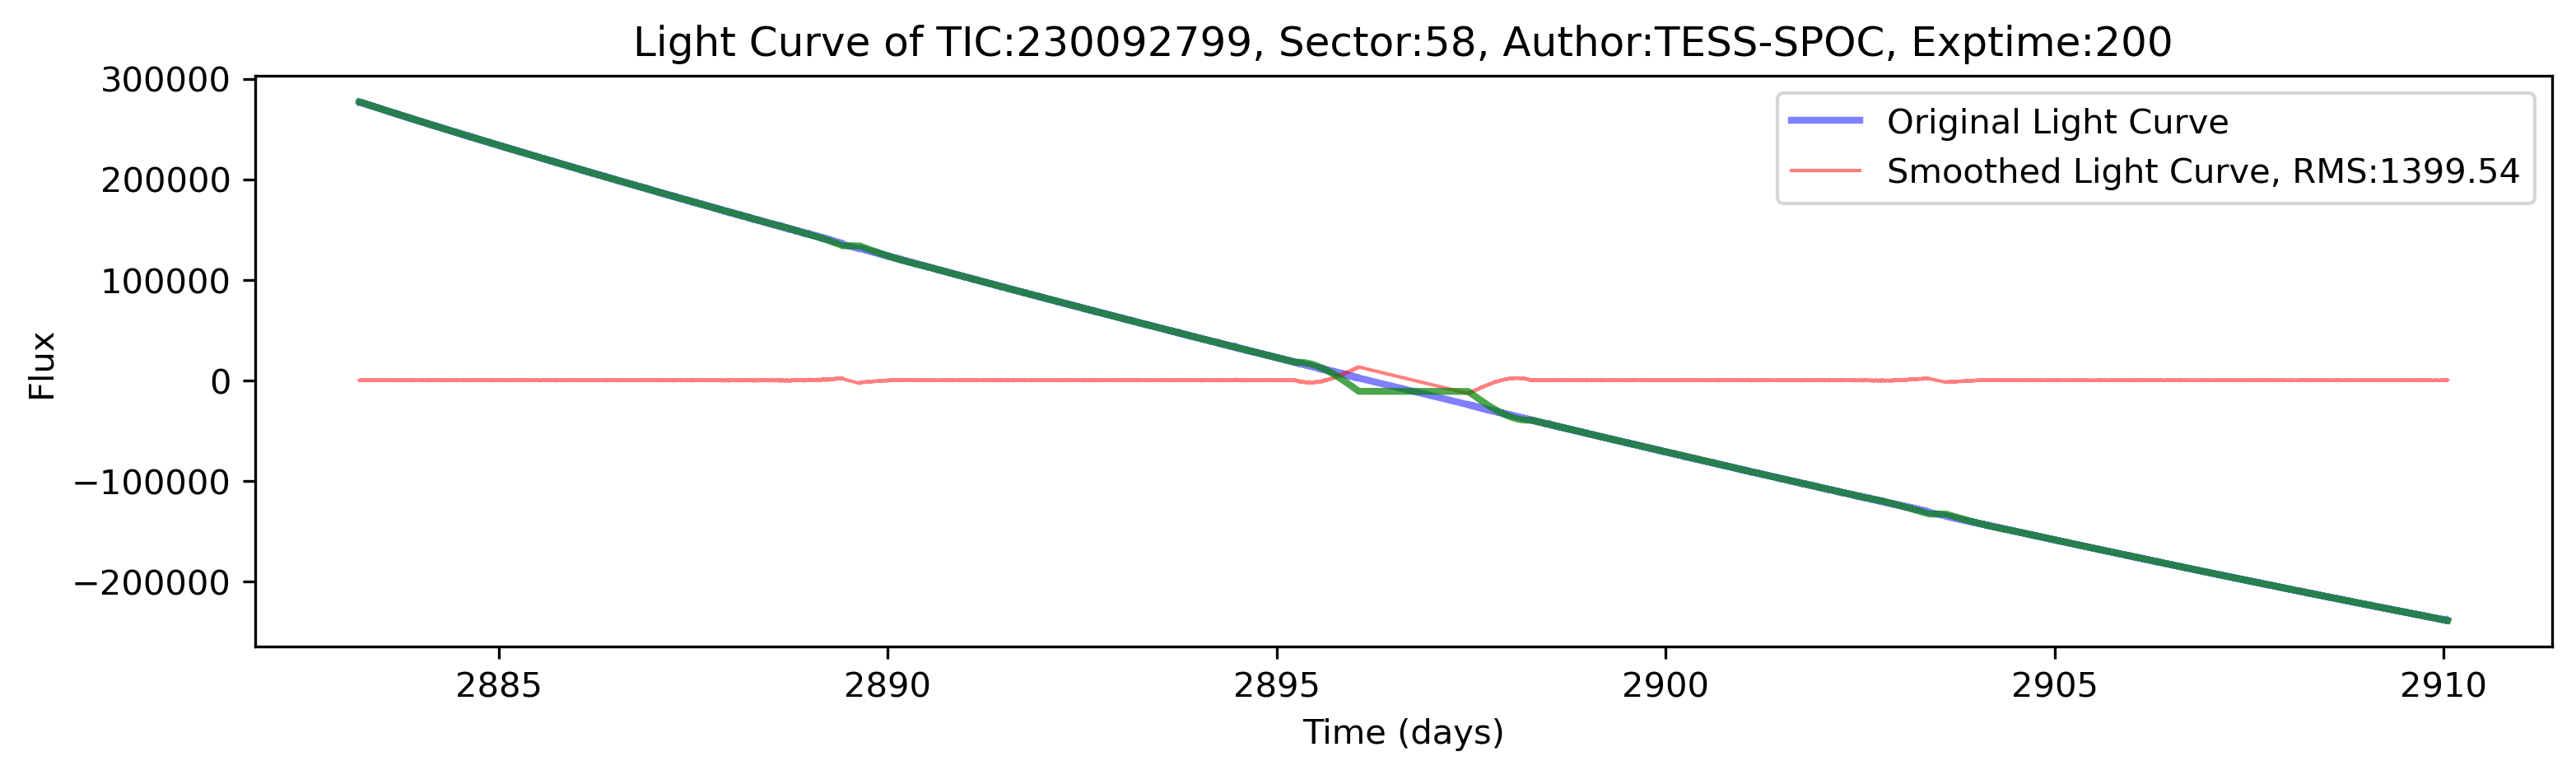 Light Curve of TIC:230092799, Sector:58, Author:TESS-SPOC, Exptime:200
300000
200000
100000
0
−100000
−200000
Flux
Original Light Curve
Smoothed Light Curve, RMS:1399.54
2885
2890
2895
2900
2905
2910
Time (days)